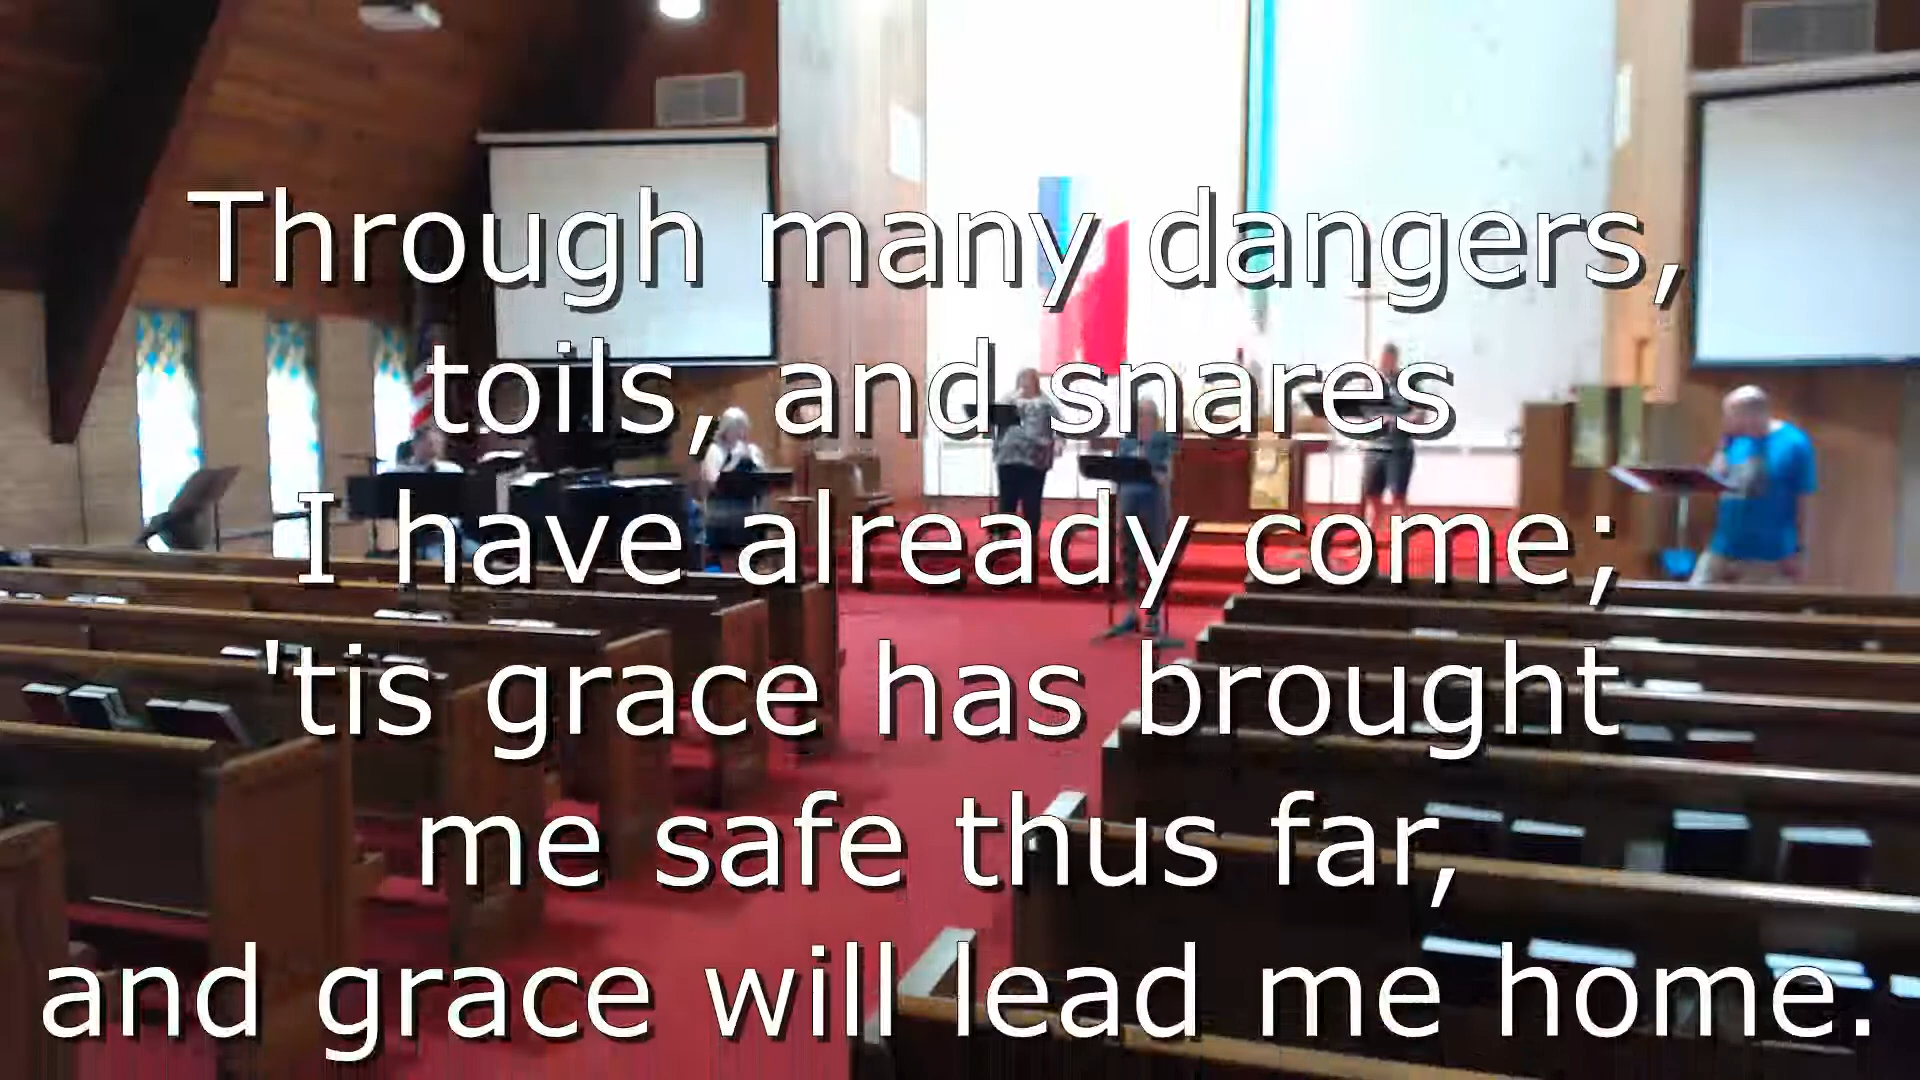 Through many dangers,
toils, and snares
I have already come;
'tis grace has brought
me safe thus far,
and grace will lead me home.